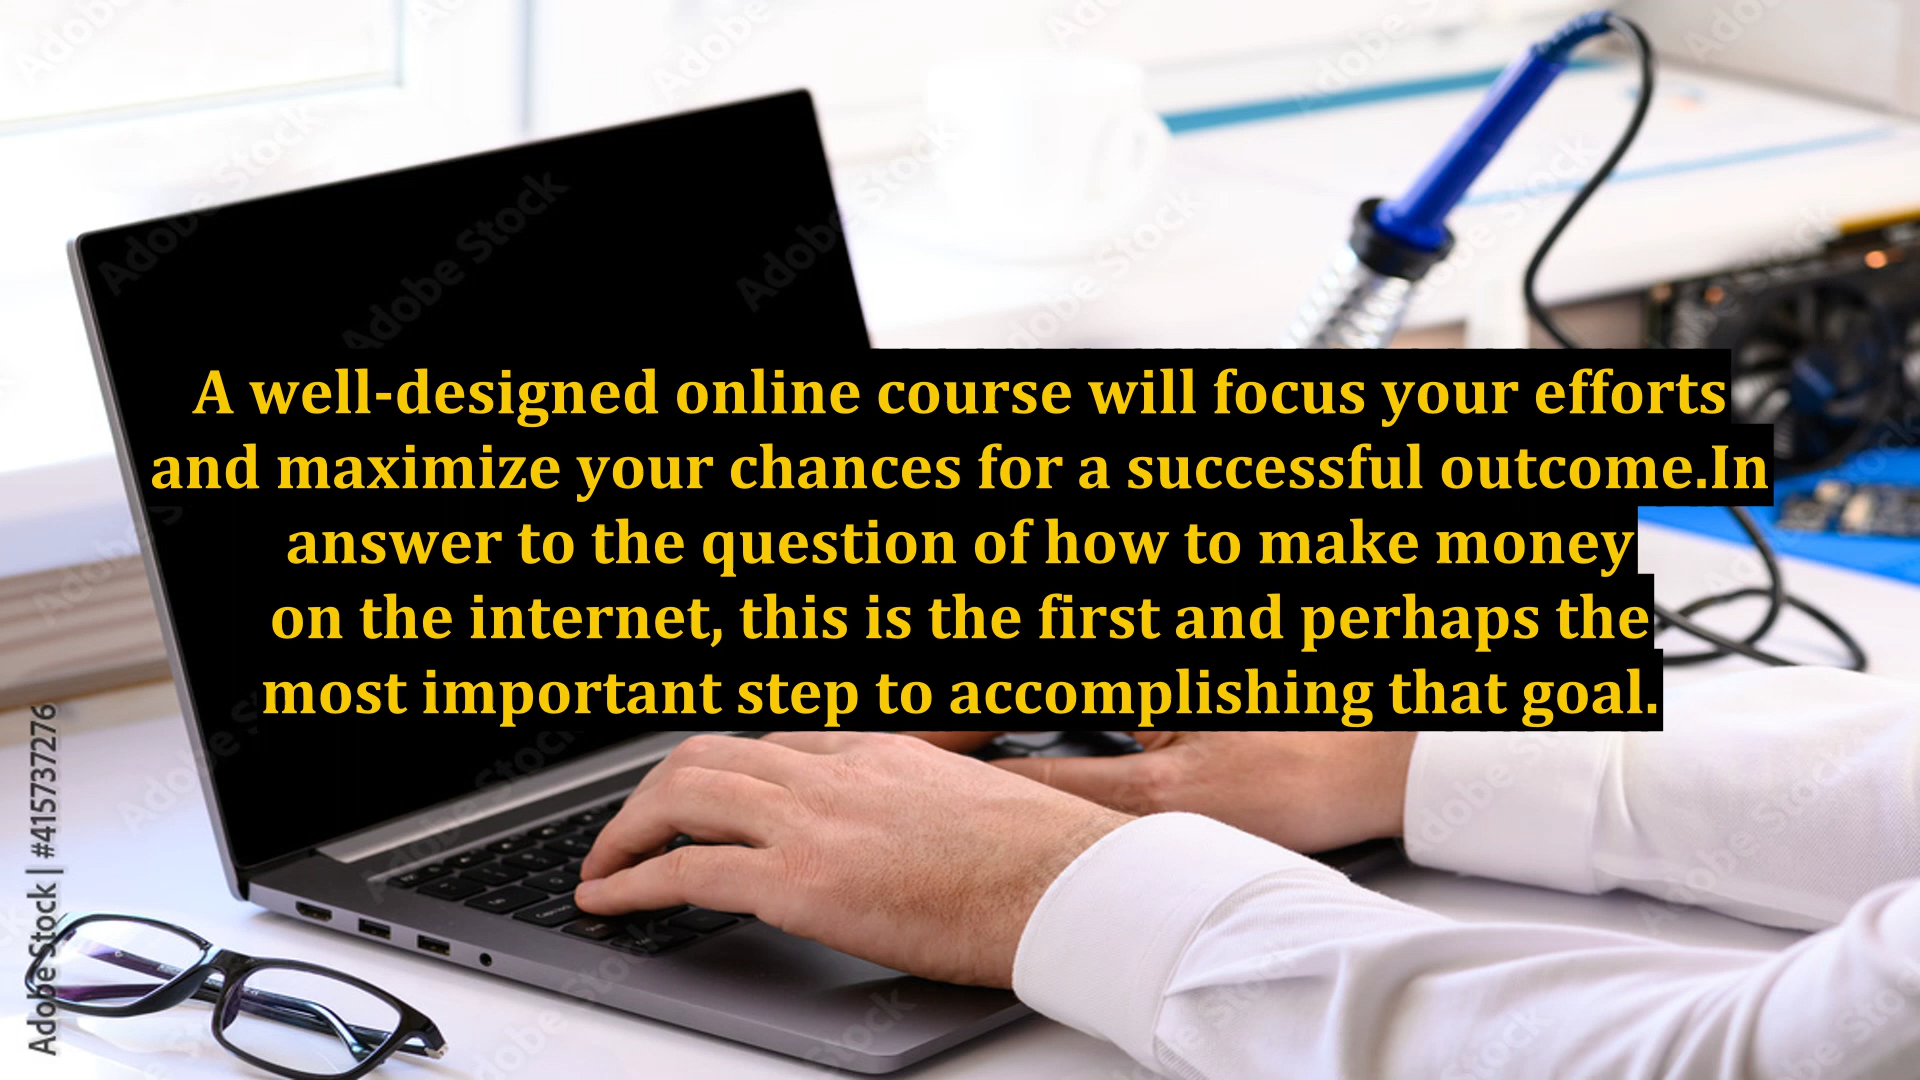 A well-designed online course will focus your efforts
and maximize your chances for a successful outcome.In
answer to the question of how to make money
on the internet, this is the first and perhaps the
most important step to accomplishing that goal.
Adobe Stock | #415737276
Adobe Stock